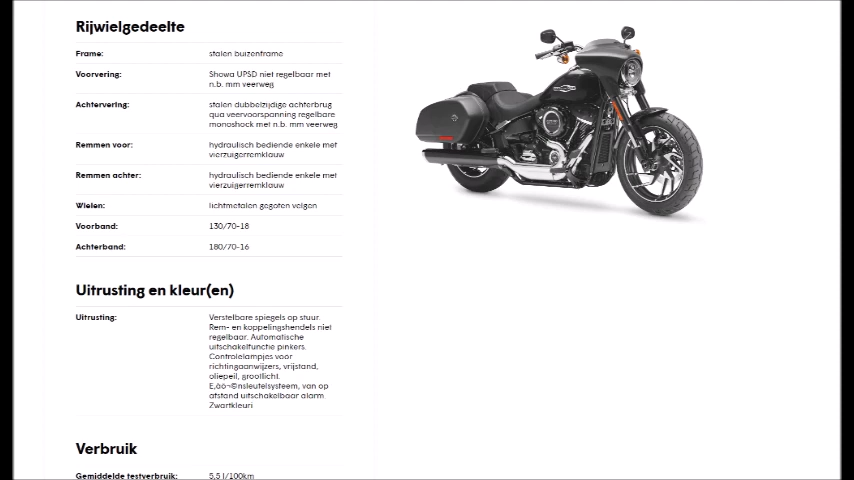 Rijwielgedeelte
Frame: stalen buizenframe
Voorvering: Showa UPSD niet regelbaar met
n.b. mm veerweg
Achtervering: stalen dubbelzijdige achterbrug
qua veervoorspanning regelbare
monoshock met n.b. mm veerweg
Remmen voor: hydraulisch bediende enkele met
vierzuigerremklauw
Remmen achter: hydraulisch bediende enkele met
vierzuigerremklauw
Wielen: lichtmetalen gegoten velgen
Voorband: 130/70-18
Achterband: 180/70-16
Uitrusting en kleur(en)
Uitrusting: Verstelbare spiegels op stuur.
Rem- en koppelingshendels niet
regelbaar. Automatische
uitschakelfunctie pinkers.
Controlelampjes voor
richtingaanwijzers, vrijstand,
oliepeil, grootlicht.
E‚àö¬©nsleutelsysteem, van op
afstand uitschakelbaar alarm
Zwartkleuri
Verbruik
Gemiddelde testverbruik: 5,5 l/100km